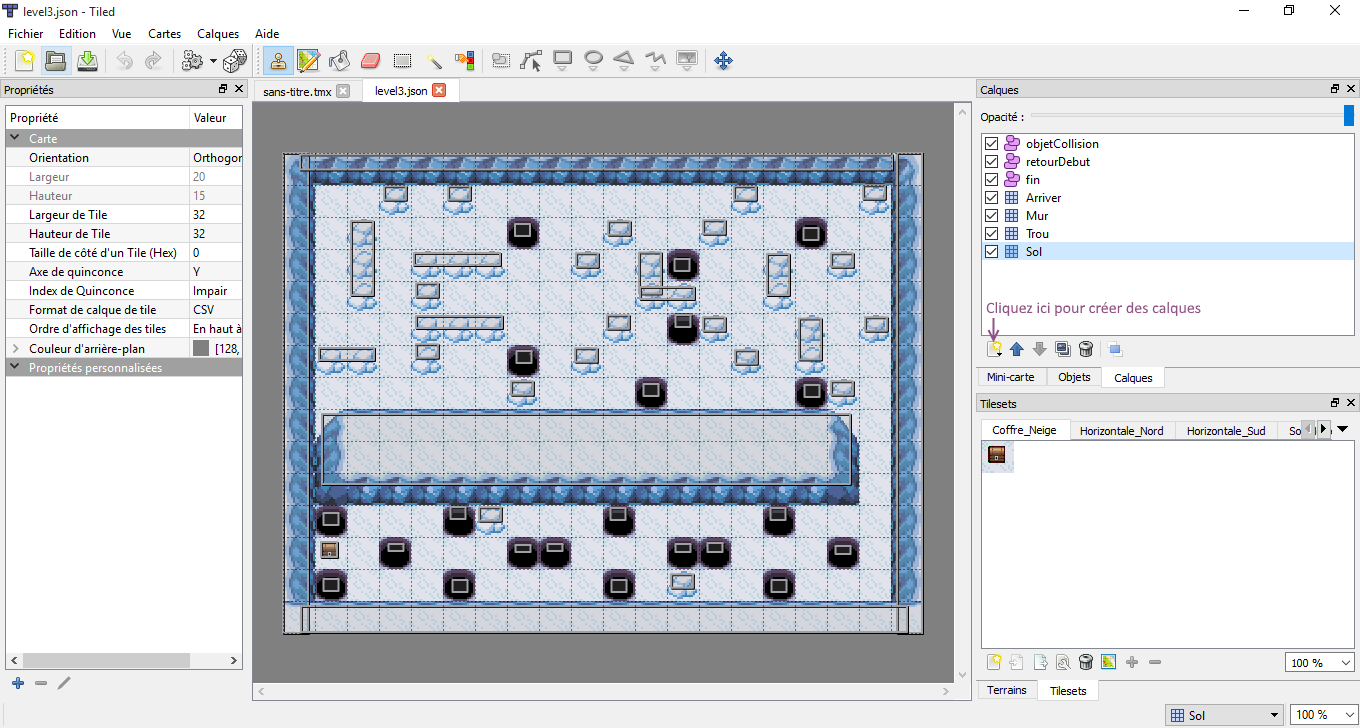 level3.json - Tiled
Fichier Edition Vue Cartes Calques Aide
Propriétés
Propriété Valeur
Carte
Orientation Orthogor
Largeur 20
Hauteur 15
Largeur de Tile 32
Hauteur de Tile 32
Taille de côté d'un Tile (Hex) 0
Axe de quinconce Y
Index de Quinconce Impair
Format de calque de tile CSV
Ordre d'affichage des tiles En haut à
Couleur d'arrière-plan [128,
Propriétés personnalisées
sans-titre.tmx level3.json
Calques
Opacité :
objetCollision
retourDebut
fin
Arriver
Mur
Trou
Sol
Cliquez ici pour créer des calques
Mini-carte Objets Calques
Tilesets
Coffre_Neige Horizontale_Nord Horizontale_Sud So
100 %
Terrains Tilesets
Sol 100 %